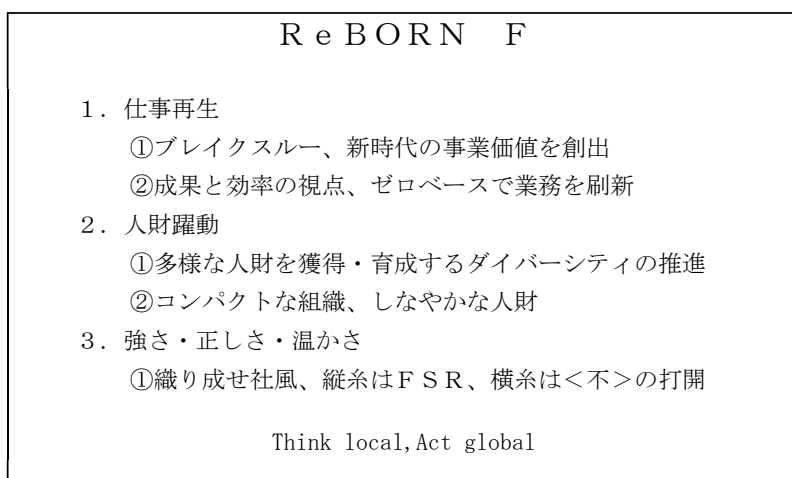 ＲｅＢＯＲＮ　Ｆ
１．仕事再生
①ブレイクスルー、新時代の事業価値を創出
②成果と効率の視点、ゼロベースで業務を刷新
２．人財躍動
①多様な人財を獲得・育成するダイバーシティの推進
②コンパクトな組織、しなやかな人財
３．強さ・正しさ・温かさ
①織り成せ社風、縦糸はＦＳＲ、横糸は＜不＞の打開
Think local,Act global